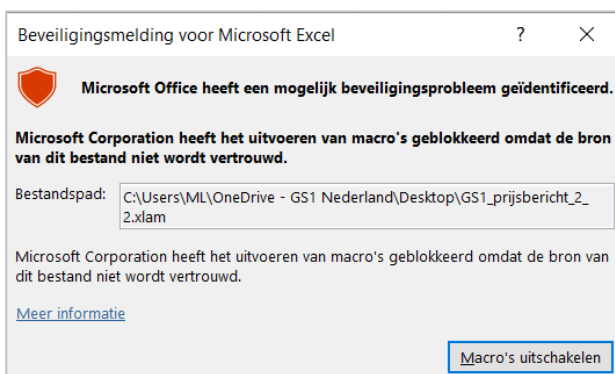 Beveiligingsmelding voor Microsoft Excel
Microsoft Office heeft een mogelijk beveiligingsprobleem geïdentificeerd.
Microsoft Corporation heeft het uitvoeren van macro's geblokkeerd omdat de bron
van dit bestand niet wordt vertrouwd.
Bestandspad: C:\Users\ML\OneDrive - GS1 Nederland\Desktop\GS1_prijsbericht_2_
2.xlam
Microsoft Corporation heeft het uitvoeren van macro's geblokkeerd omdat de bron van
dit bestand niet wordt vertrouwd.
Meer informatie
Macro's uitschakelen